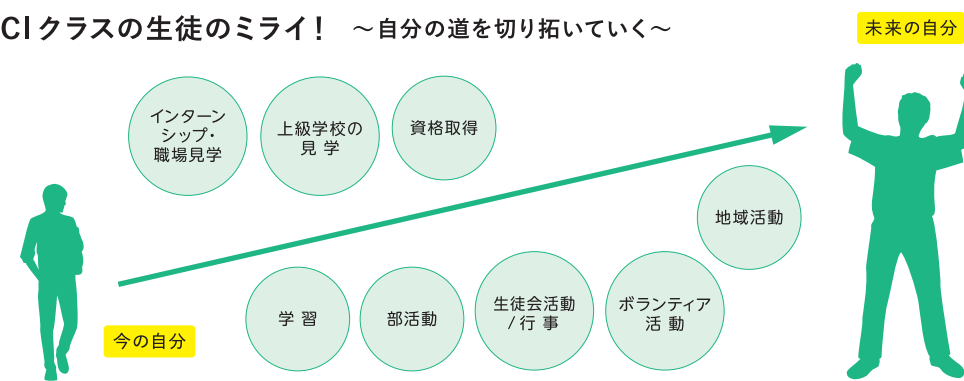 CIクラスの生徒のミライ！ 〜自分の道を切り拓いていく〜
未来の自分
インターン
シップ・
職場見学
上級学校の
見 学
資格取得
地域活動
学 習
部活動
生徒会活動
/行 事
ボランティア
活 動
今の自分